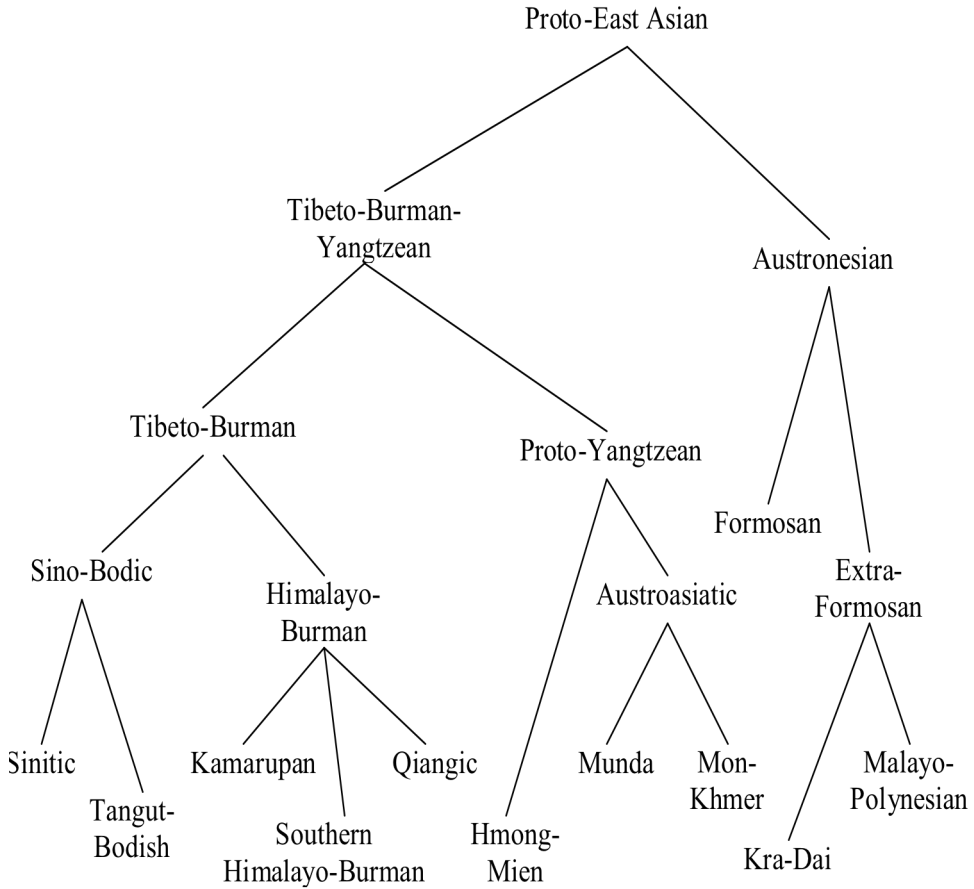 Proto-East Asian
Tibeto-Burman-
Yangtzean
Austronesian
Tibeto-Burman
Proto-Yangtzean
Formosan
Sino-Bodic
Himalayo-
Burman
Austroasiatic
Extra-
Formosan
Sinitic
Kamarupan
Qiangic
Munda
Mon-
Khmer
Malayo-
Polynesian
Tangut-
Bodish
Southern
Himalayo-Burman
Hmong-
Mien
Kra-Dai